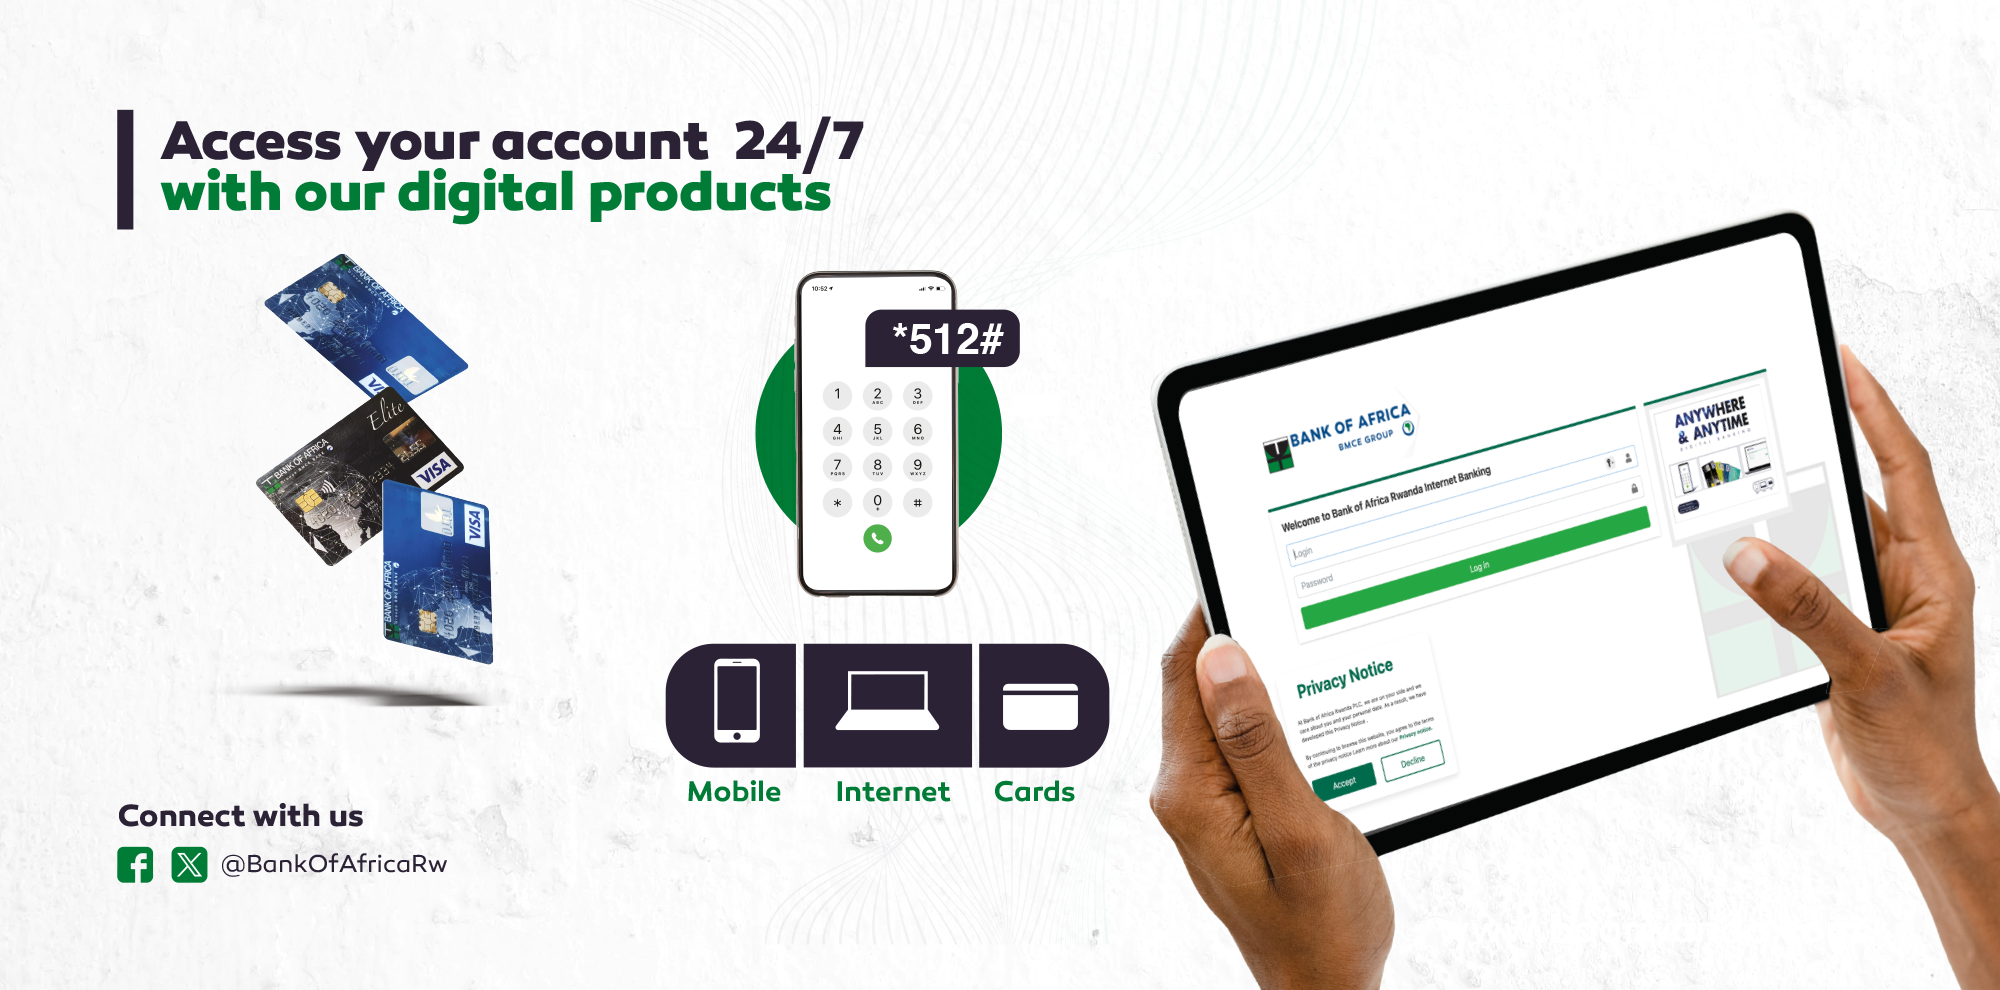 Access your account 24/7
with our digital products
BANK OF AFRICA
VISA
Elite
BANK OF AFRICA
VISA
BANK OF AFRICA
VISA
10:52
*512#
1
2
ABC
3
DEF
4
GHI
5
JKL
6
MNO
7
PQRS
8
TUV
9
WXYZ
*
0
+
#
Mobile
Internet
Cards
Connect with us
@BankOfAfricaRw
BANK OF AFRICA
BMCE GROUP
Welcome to Bank of Africa Rwanda Internet Banking
Login
Password
Log in
ANYWHERE
& ANYTIME
Privacy Notice
At Bank of Africa Rwanda PLC, we are on your side and we
care about you and your personal data. As a result, we have
developed this Privacy Notice .
By continuing to browse this website, you agree to the terms
of the privacy notice Learn more about our Privacy notice.
Accept
Decline